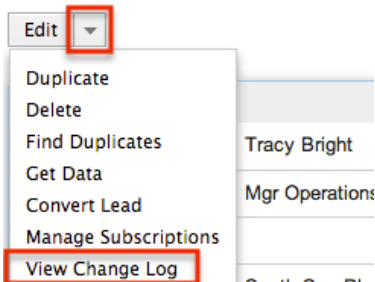 Edit
Duplicate
Delete
Find Duplicates
Tracy Bright
Get Data
Mgr Operations
Convert Lead
Manage Subscriptions
View Change Log